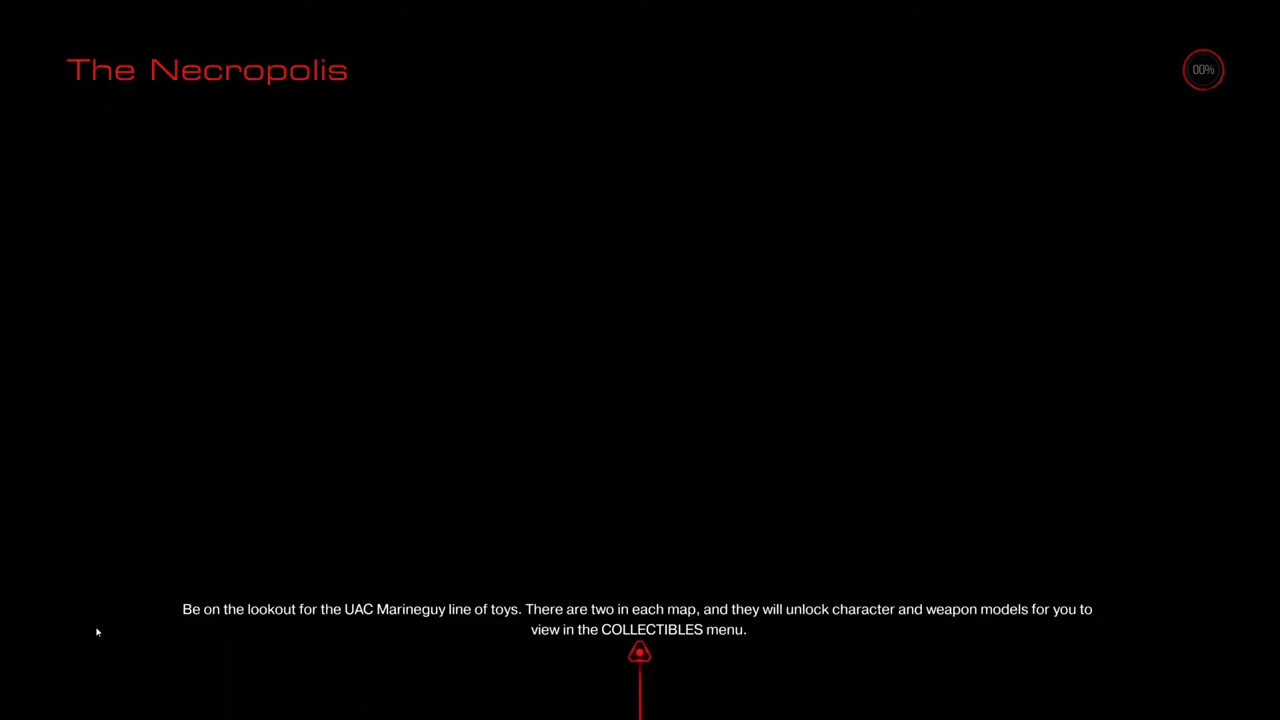 The Necropolis
00%
Be on the lookout for the UAC Marineguy line of toys. There are two in each map, and they will unlock character and weapon models for you to
view in the COLLECTIBLES menu.